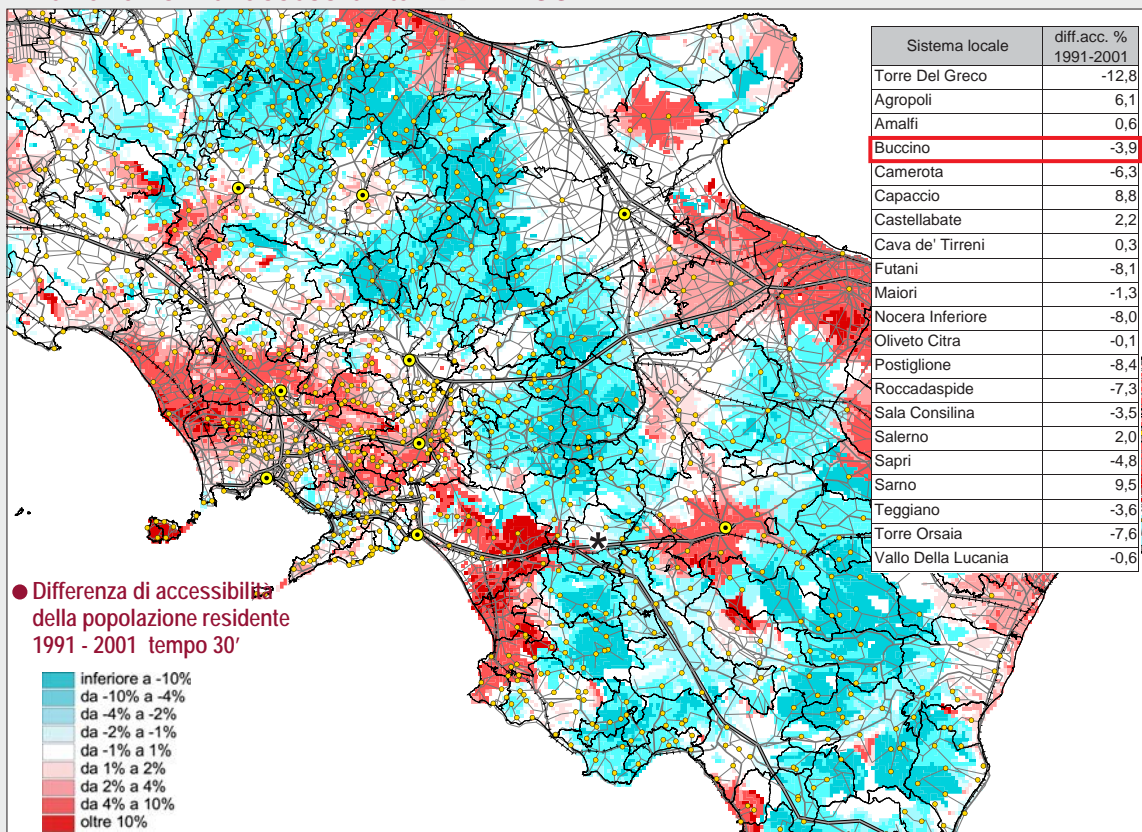 Sistema locale diff.acc. % 1991-2001
Torre Del Greco -12,8
Agropoli 6,1
Amalfi 0,6
Buccino -3,9
Camerota -6,3
Capaccio 8,8
Castellabate 2,2
Cava de' Tirreni 0,3
Futani -8,1
Maiori -1,3
Nocera Inferiore -8,0
Oliveto Citra -0,1
Postiglione -8,4
Roccadaspide -7,3
Sala Consilina -3,5
Salerno 2,0
Sapri -4,8
Sarno 9,5
Teggiano -3,6
Torre Orsaia -7,6
Vallo Della Lucania -0,6
Differenza di accessibilità
della popolazione residente
1991 - 2001 tempo 30'
inferiore a -10%
da -10% a -4%
da -4% a -2%
da -2% a -1%
da -1% a 1%
da 1% a 2%
da 2% a 4%
da 4% a 10%
oltre 10%